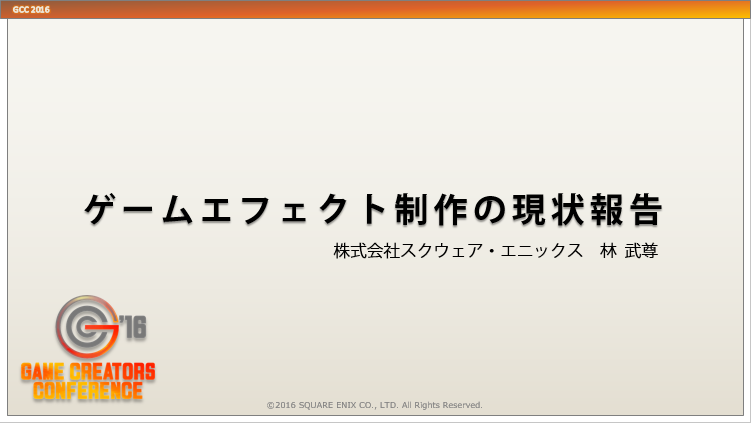 GCC 2016
ゲームエフェクト制作の現状報告
株式会社スクウェア・エニックス　林 武尊
'16
GAME CREATORS
CONFERENCE
©2016 SQUARE ENIX CO., LTD. All Rights Reserved.